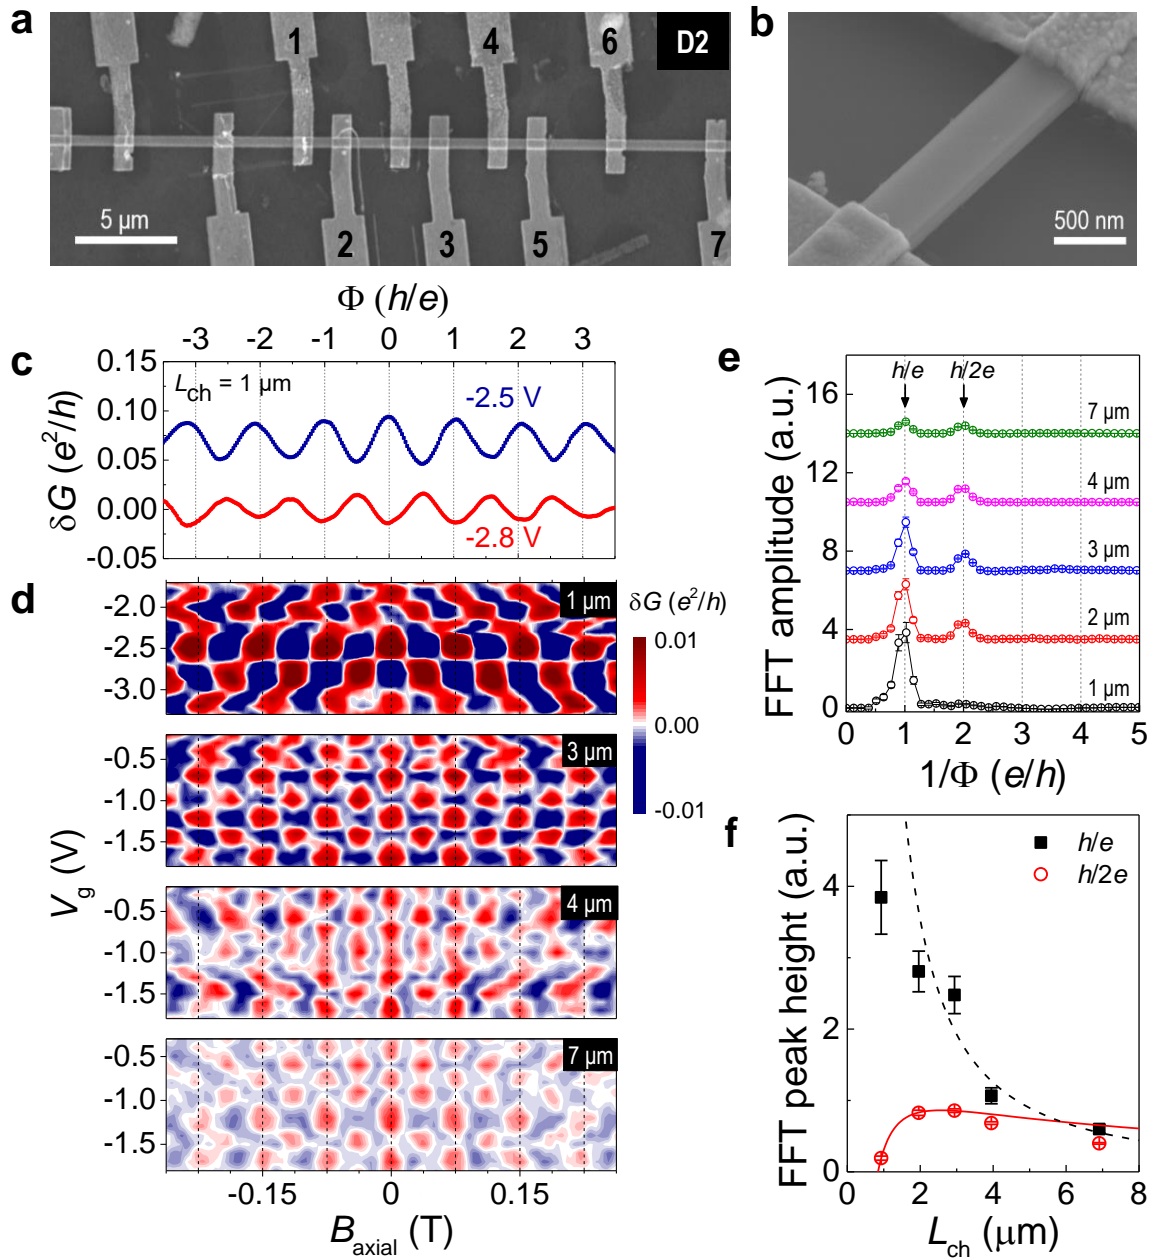 a
1
4
6
D2
5 µm
2
3
5
7
b
500 nm
Φ (h/e)
-3 -2 -1 0 1 2 3
c
0.15
0.10
0.05
0.00
-0.05
δG (e²/h)
L_ch = 1 µm
-2.5 V
-2.8 V
d
-2.0
-2.5
-3.0
1 µm
δG (e²/h)
0.01
0.00
-0.01
-0.5
-1.0
-1.5
3 µm
V_g (V)
-0.5
-1.0
-1.5
4 µm
-0.5
-1.0
-1.5
7 µm
-0.15 0 0.15
B_axial (T)
e
h/e h/2e
16
12
8
4
0
FFT amplitude (a.u.)
7 µm
4 µm
3 µm
2 µm
1 µm
0 1 2 3 4 5
1/Φ (e/h)
f
h/e
h/2e
4
2
0
FFT peak height (a.u.)
0 2 4 6 8
L_ch (µm)